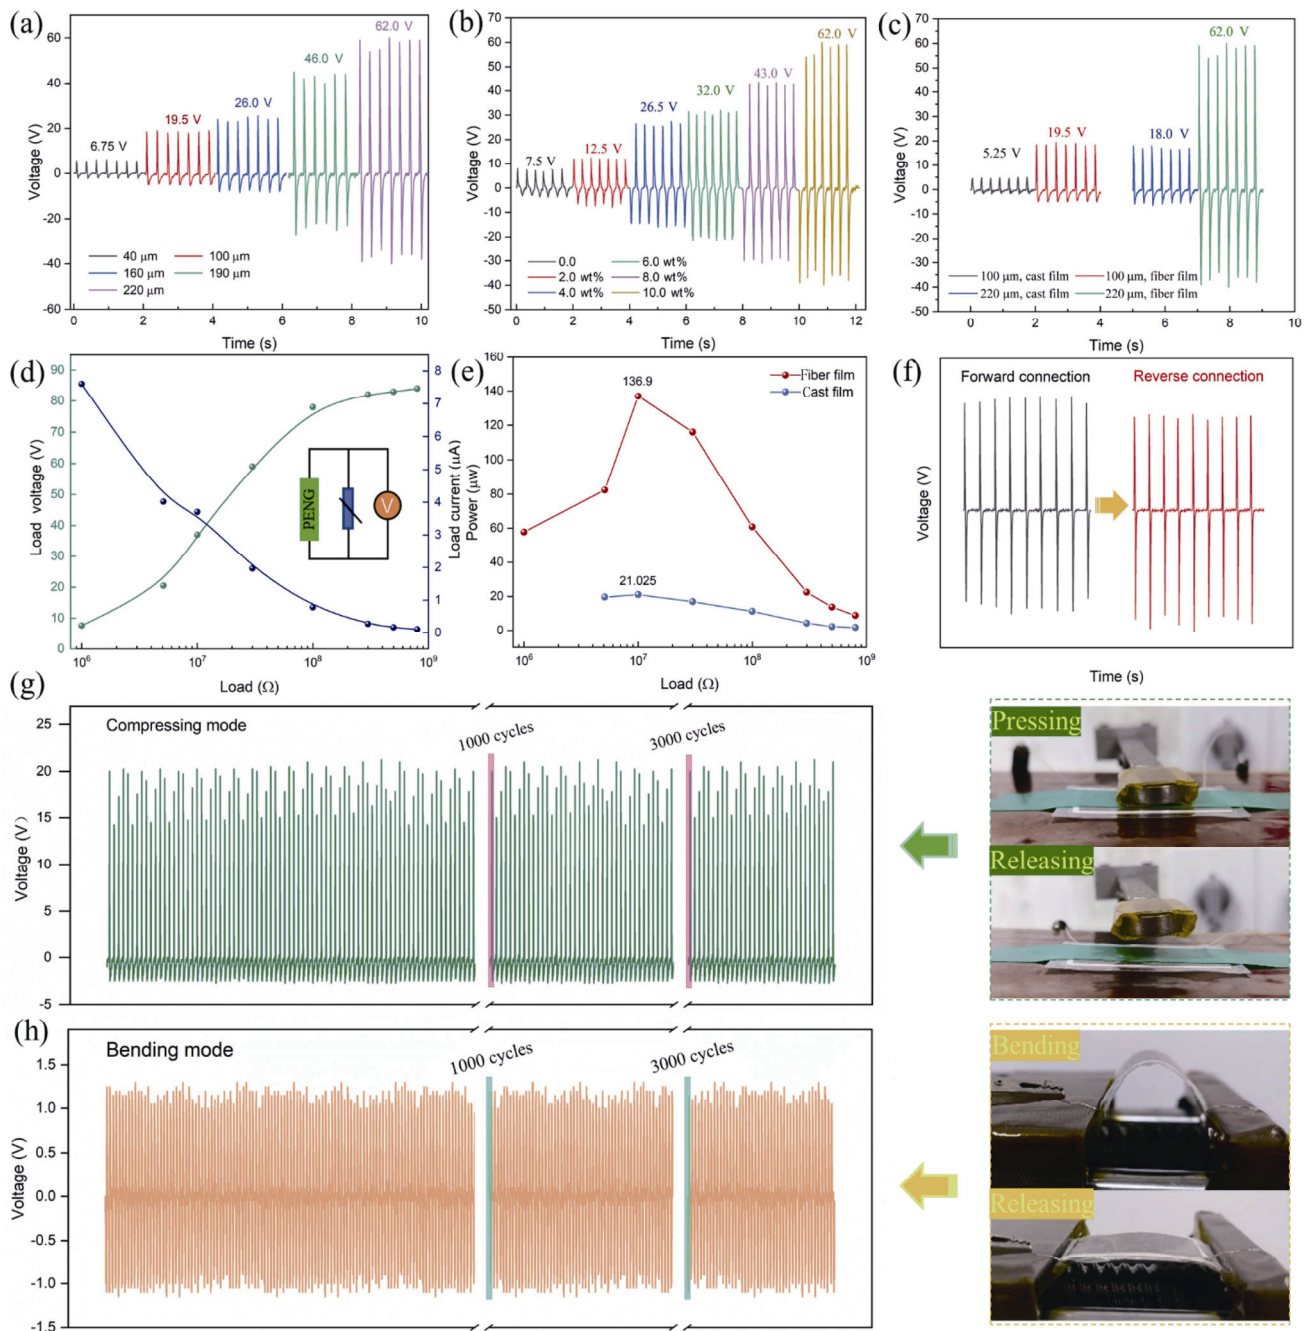 (a)
Voltage (V)
60
40
20
0
-20
-40
-60
6.75 V
19.5 V
26.0 V
46.0 V
62.0 V
40 μm
100 μm
160 μm
190 μm
220 μm
0
2
4
6
8
10
Time (s)
(b)
Voltage (V)
70
60
50
40
30
20
10
0
-10
-20
-30
-40
-50
7.5 V
12.5 V
26.5 V
32.0 V
43.0 V
62.0 V
0.0
6.0 wt%
2.0 wt%
8.0 wt%
4.0 wt%
10.0 wt%
0
2
4
6
8
10
12
Time (s)
(c)
Voltage (V)
70
60
50
40
30
20
10
0
-10
-20
-30
-40
-50
5.25 V
19.5 V
18.0 V
62.0 V
100 μm, cast film
100 μm, fiber film
220 μm, cast film
220 μm, fiber film
0
2
4
6
8
10
Time (s)
(d)
Load voltage (V)
90
80
70
60
50
40
30
20
10
0
PENG
V
8
7
6
5
4
3
2
1
0
Load current (μA)
10⁶
10⁷
10⁸
10⁹
Load (Ω)
(e)
Power (μw)
160
140
120
100
80
60
40
20
0
136.9
21.025
Fiber film
Cast film
10⁶
10⁷
10⁸
10⁹
Load (Ω)
(f)
Voltage (V)
Forward connection
Reverse connection
Time (s)
(g)
Voltage (V)
25
20
15
10
5
0
-5
Compressing mode
1000 cycles
3000 cycles
Pressing
Releasing
(h)
Voltage (V)
1.5
1.0
0.5
0.0
-0.5
-1.0
-1.5
Bending mode
1000 cycles
3000 cycles
Bending
Releasing